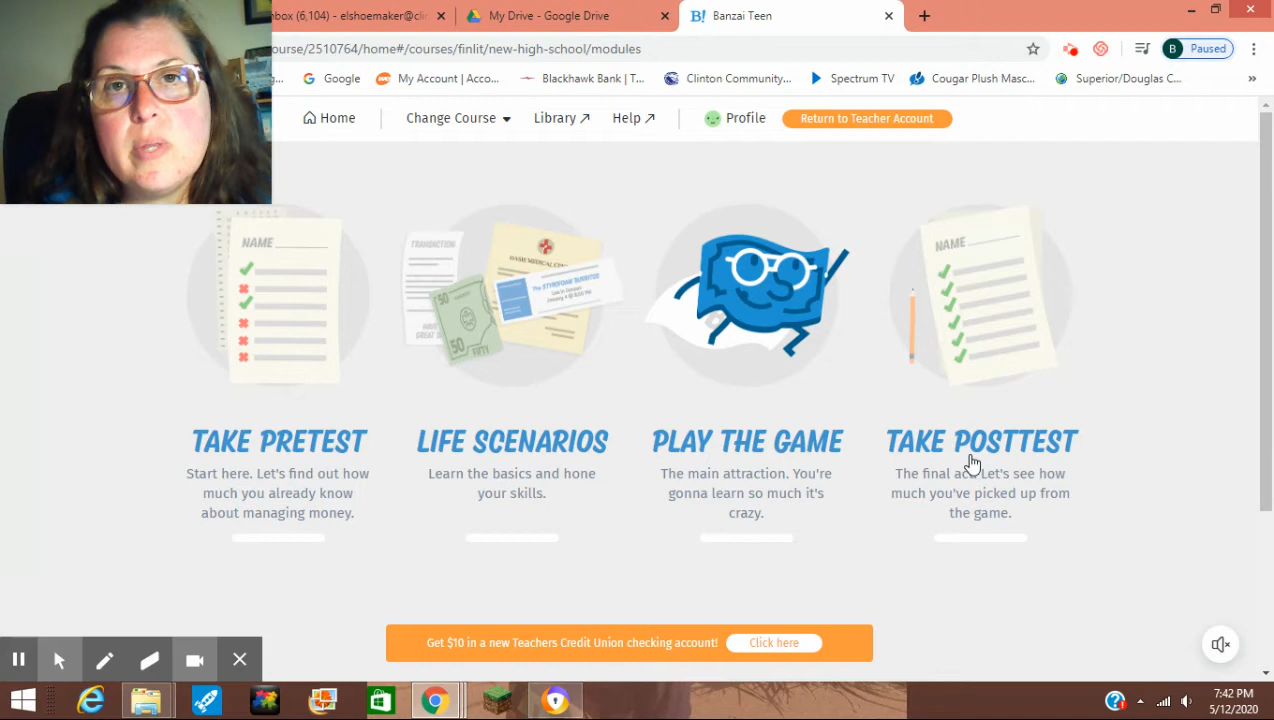 nbox (6,104) - elshoemaker@cli
My Drive - Google Drive
B! Banzai Teen
ourse/2510764/home#/courses/finlit/new-high-school/modules
B Paused
Google
My Account | Acco...
Blackhawk Bank | T...
Clinton Community...
Spectrum TV
Cougar Plush Masc...
Superior/Douglas C...
Home
Change Course
Library
Help
Profile
Return to Teacher Account
NAME
TRANSACTION
50
50
FIFTY
The STYROFOAM BURRITOS
NAME
TAKE PRETEST
Start here. Let's find out how
much you already know
about managing money.
LIFE SCENARIOS
Learn the basics and hone
your skills.
PLAY THE GAME
The main attraction. You're
gonna learn so much it's
crazy.
TAKE POSTTEST
The final act. Let's see how
much you've picked up from
the game.
Get $10 in a new Teachers Credit Union checking account!
Click here
7:42 PM
5/12/2020